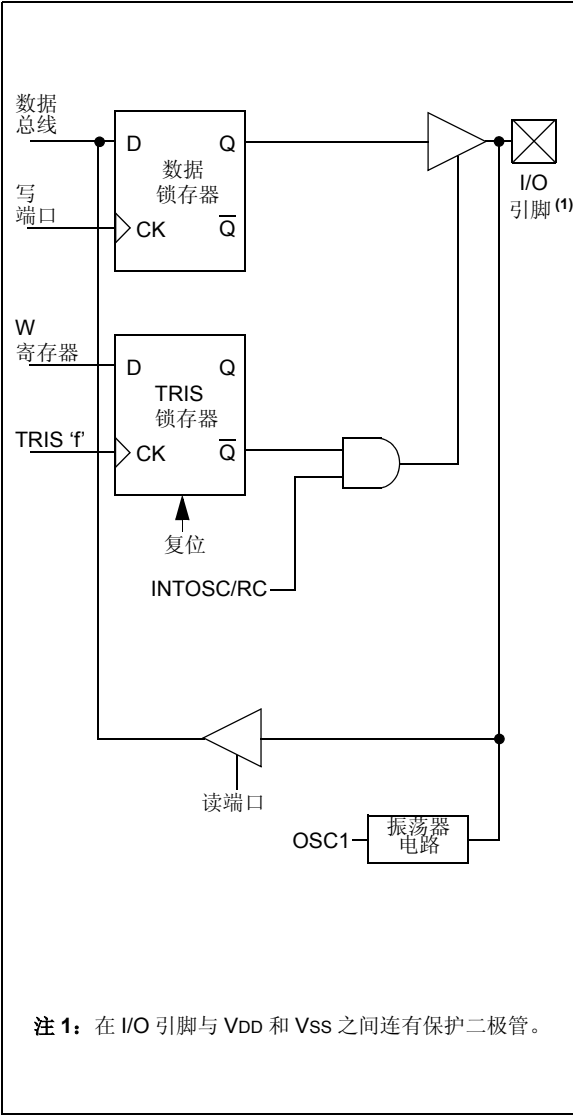 数据
总线
D
Q
数据
锁存器
I/O
引脚(1)
写
端口
CK
Q̅
W
寄存器
D
Q
TRIS
锁存器
TRIS ‘f’
CK
Q̅
复位
INTOSC/RC
读端口
OSC1
振荡器
电路
注 1：在 I/O 引脚与 VDD 和 VSS 之间连有保护二极管。